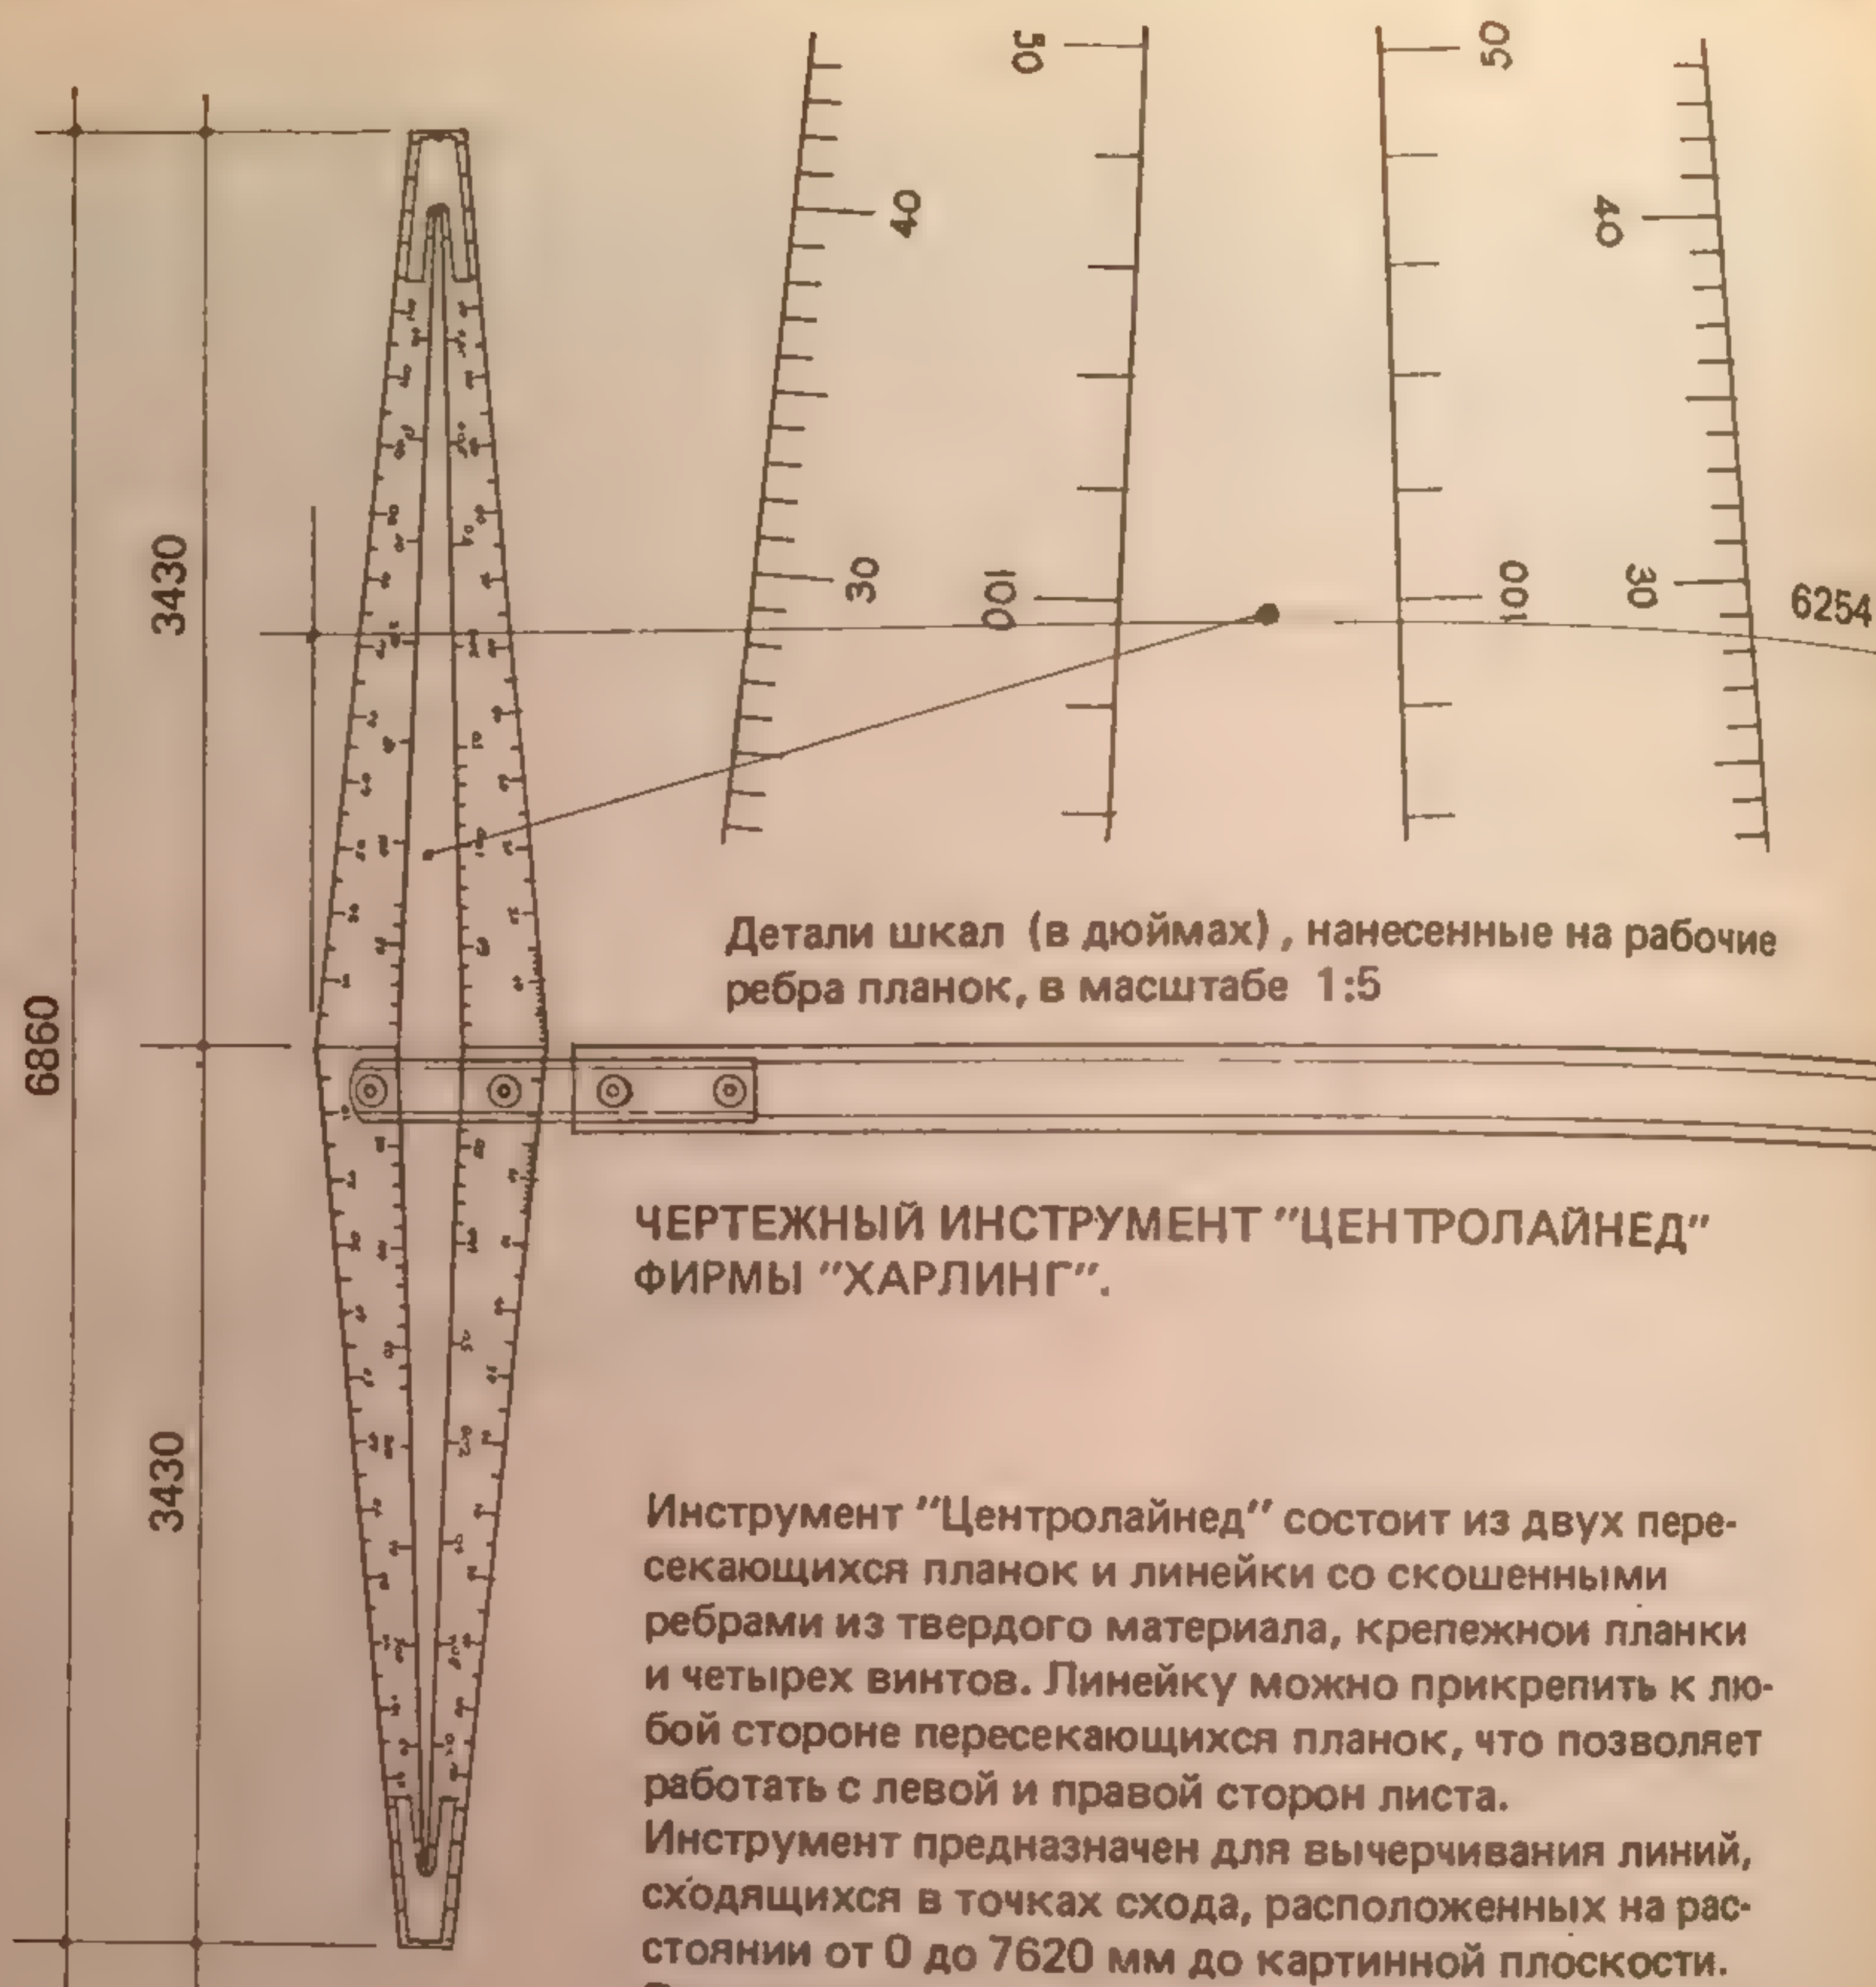 50
50
40
40
3430
30
100
100
30
6254
Детали шкал (в дюймах), нанесенные на рабочие
ребра планок, в масштабе 1:5
6860
ЧЕРТЕЖНЫЙ ИНСТРУМЕНТ "ЦЕНТРОЛАЙНЕД"
ФИРМЫ "ХАРЛИНГ".
3430
Инструмент "Центролайнед" состоит из двух пере-
секающихся планок и линейки со скошенными
ребрами из твердого материала, крепежнои планки
и четырех винтов. Линейку можно прикрепить к лю-
бой стороне пересекающихся планок, что позволяет
работать с левой и правой сторон листа.
Инструмент предназначен для вычерчивания линий,
сходящихся в точках схода, расположенных на рас-
стоянии от 0 до 7620 мм до картинной плоскости.